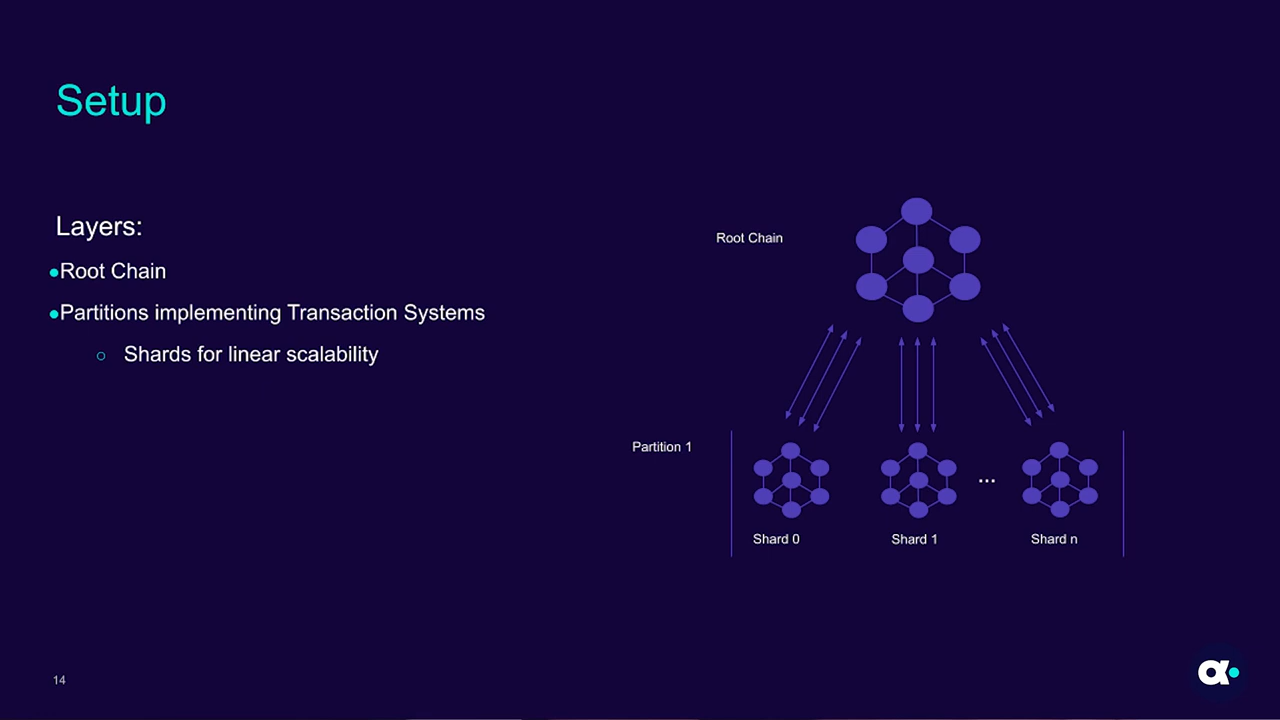 Setup
Layers:
●Root Chain
●Partitions implementing Transaction Systems
○ Shards for linear scalability
Root Chain
Partition 1
...
Shard 0
Shard 1
Shard n
14
α